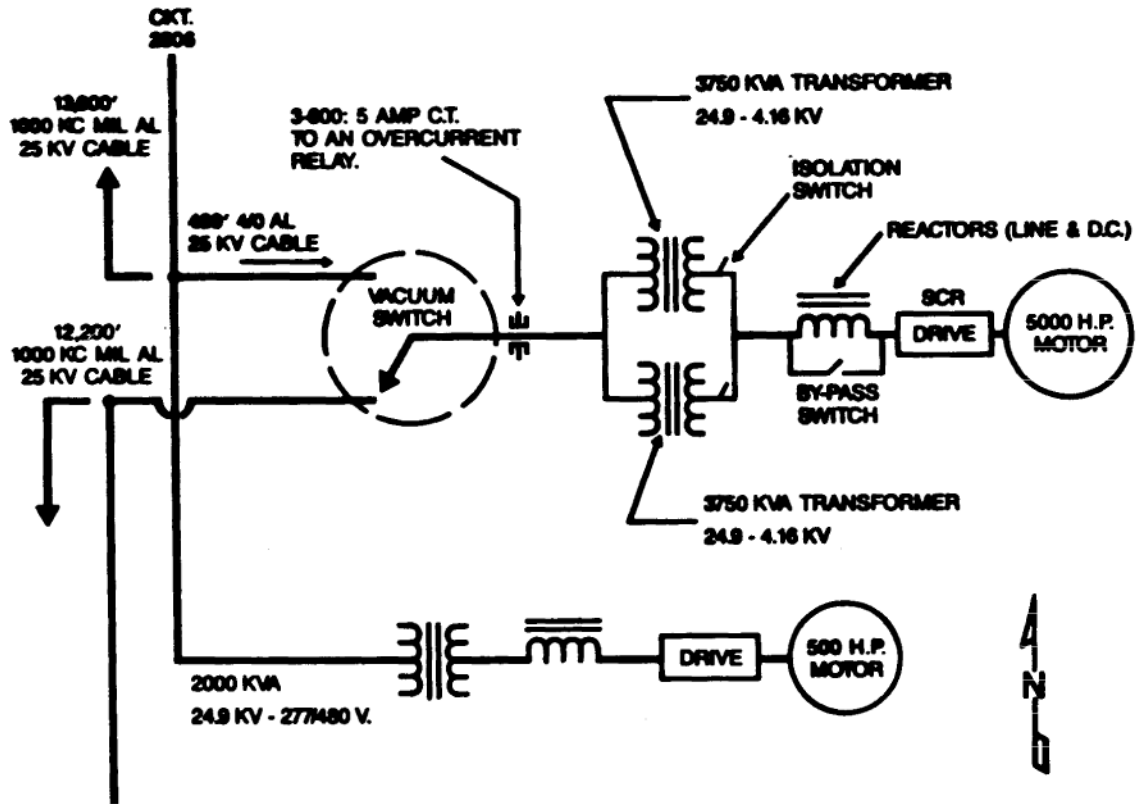 CKT.
2806
13,600'
1000 KC MIL AL
25 KV CABLE
3-600: 5 AMP C.T.
TO AN OVERCURRENT
RELAY.
3750 KVA TRANSFORMER
24.9 - 4.16 KV
ISOLATION
SWITCH
4/0 AL
25 KV CABLE
REACTORS (LINE & D.C.)
VACUUM
SWITCH
SCR
DRIVE
5000 H.P.
MOTOR
12,200'
1000 KC MIL AL
25 KV CABLE
BY-PASS
SWITCH
3750 KVA TRANSFORMER
24.9 - 4.16 KV
DRIVE
500 H.P.
MOTOR
2000 KVA
24.9 KV - 277/480 V.
N